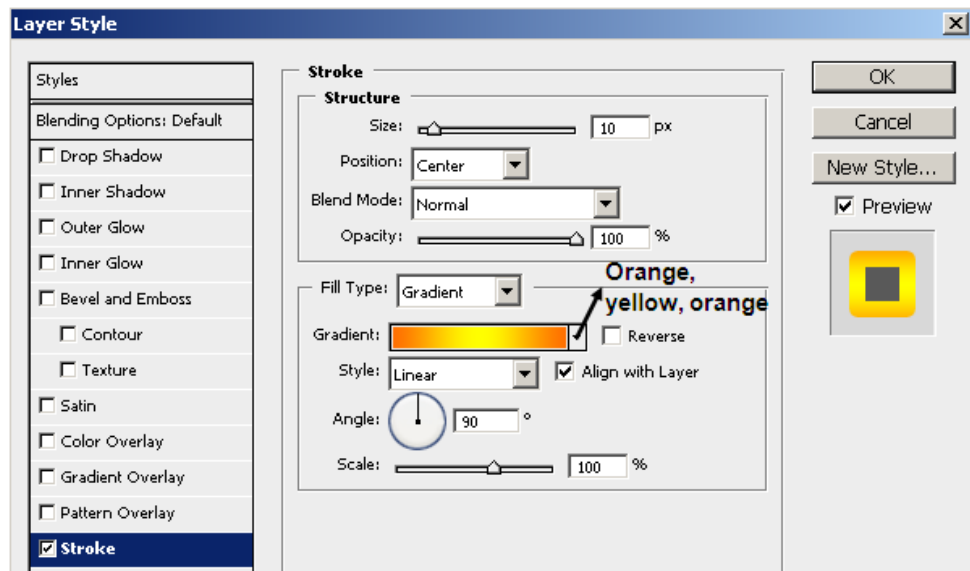 Layer Style
Styles
Blending Options: Default
Drop Shadow
Inner Shadow
Outer Glow
Inner Glow
Bevel and Emboss
Contour
Texture
Satin
Color Overlay
Gradient Overlay
Pattern Overlay
Stroke
Stroke
Structure
Size: 10 px
Position: Center
Blend Mode: Normal
Opacity: 100 %
Fill Type: Gradient
Orange,
yellow, orange
Gradient: Reverse
Style: Linear Align with Layer
Angle: 90 °
Scale: 100 %
OK
Cancel
New Style...
Preview